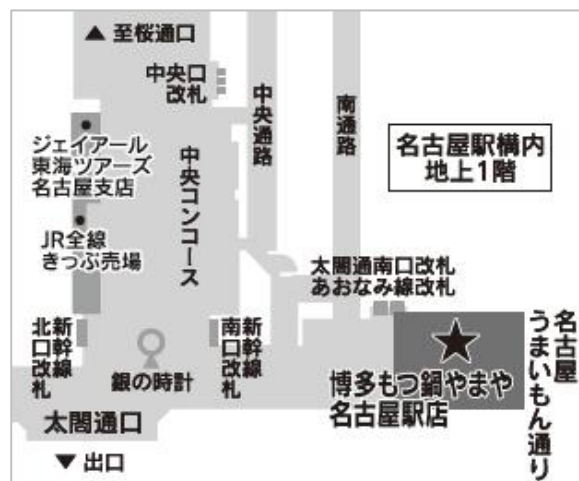 ▲ 至桜通口
中央口
改札
ジェイアール
東海ツアーズ
名古屋支店
JR全線
きっぷ売場
中央コンコース
中央通路
南通路
名古屋駅構内
地上1階
太閤通南口改札
あおなみ線改札
新幹線
北口改札
銀の時計
新幹線
南口改札
★
博多もつ鍋やまや
名古屋駅店
名古屋
うまいもん通り
太閤通口
▼ 出口